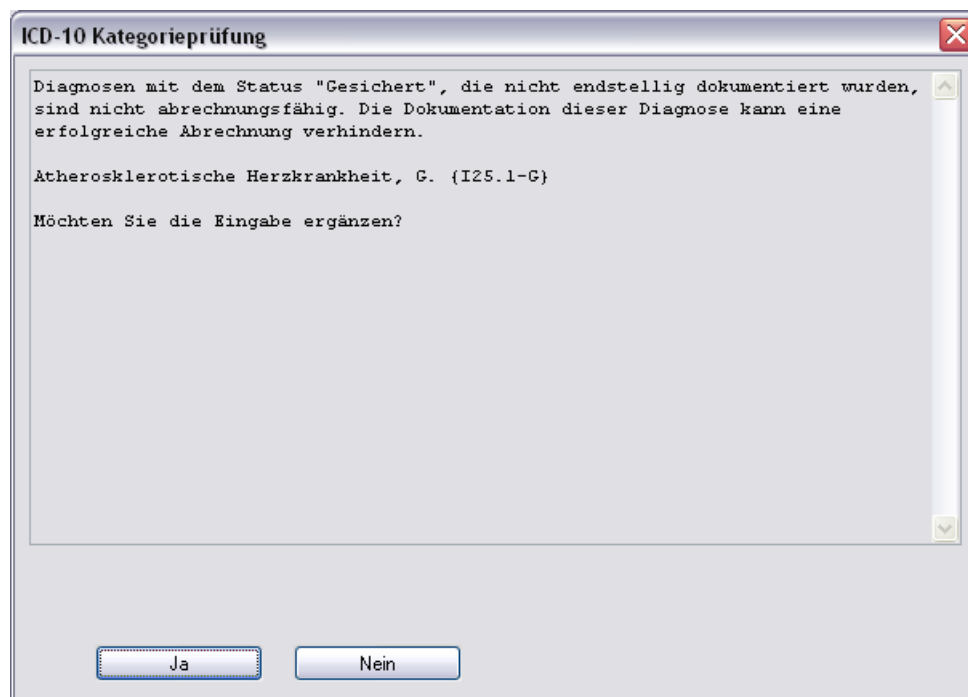 ICD-10 Kategorieprüfung
Diagnosen mit dem Status "Gesichert", die nicht endstellig dokumentiert wurden,
sind nicht abrechnungsfähig. Die Dokumentation dieser Diagnose kann eine
erfolgreiche Abrechnung verhindern.
Atherosklerotische Herzkrankheit, G. {I25.1-G}
Möchten Sie die Eingabe ergänzen?
Ja
Nein